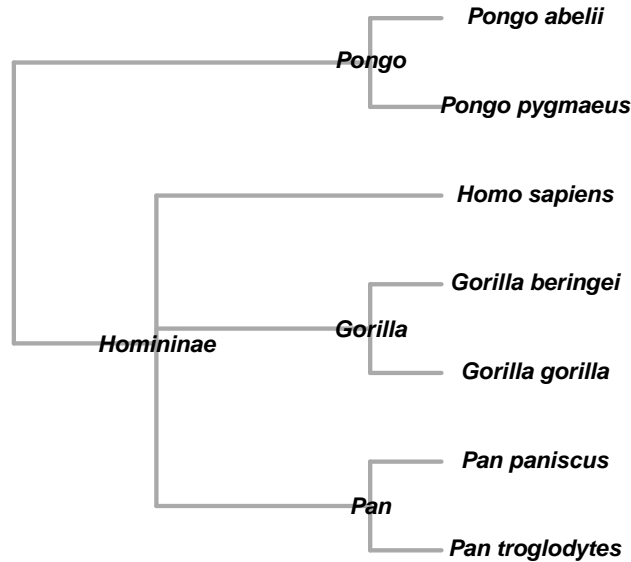 Pongo abelii
Pongo
Pongo pygmaeus
Homo sapiens
Gorilla beringei
Gorilla
Homininae
Gorilla gorilla
Pan paniscus
Pan
Pan troglodytes